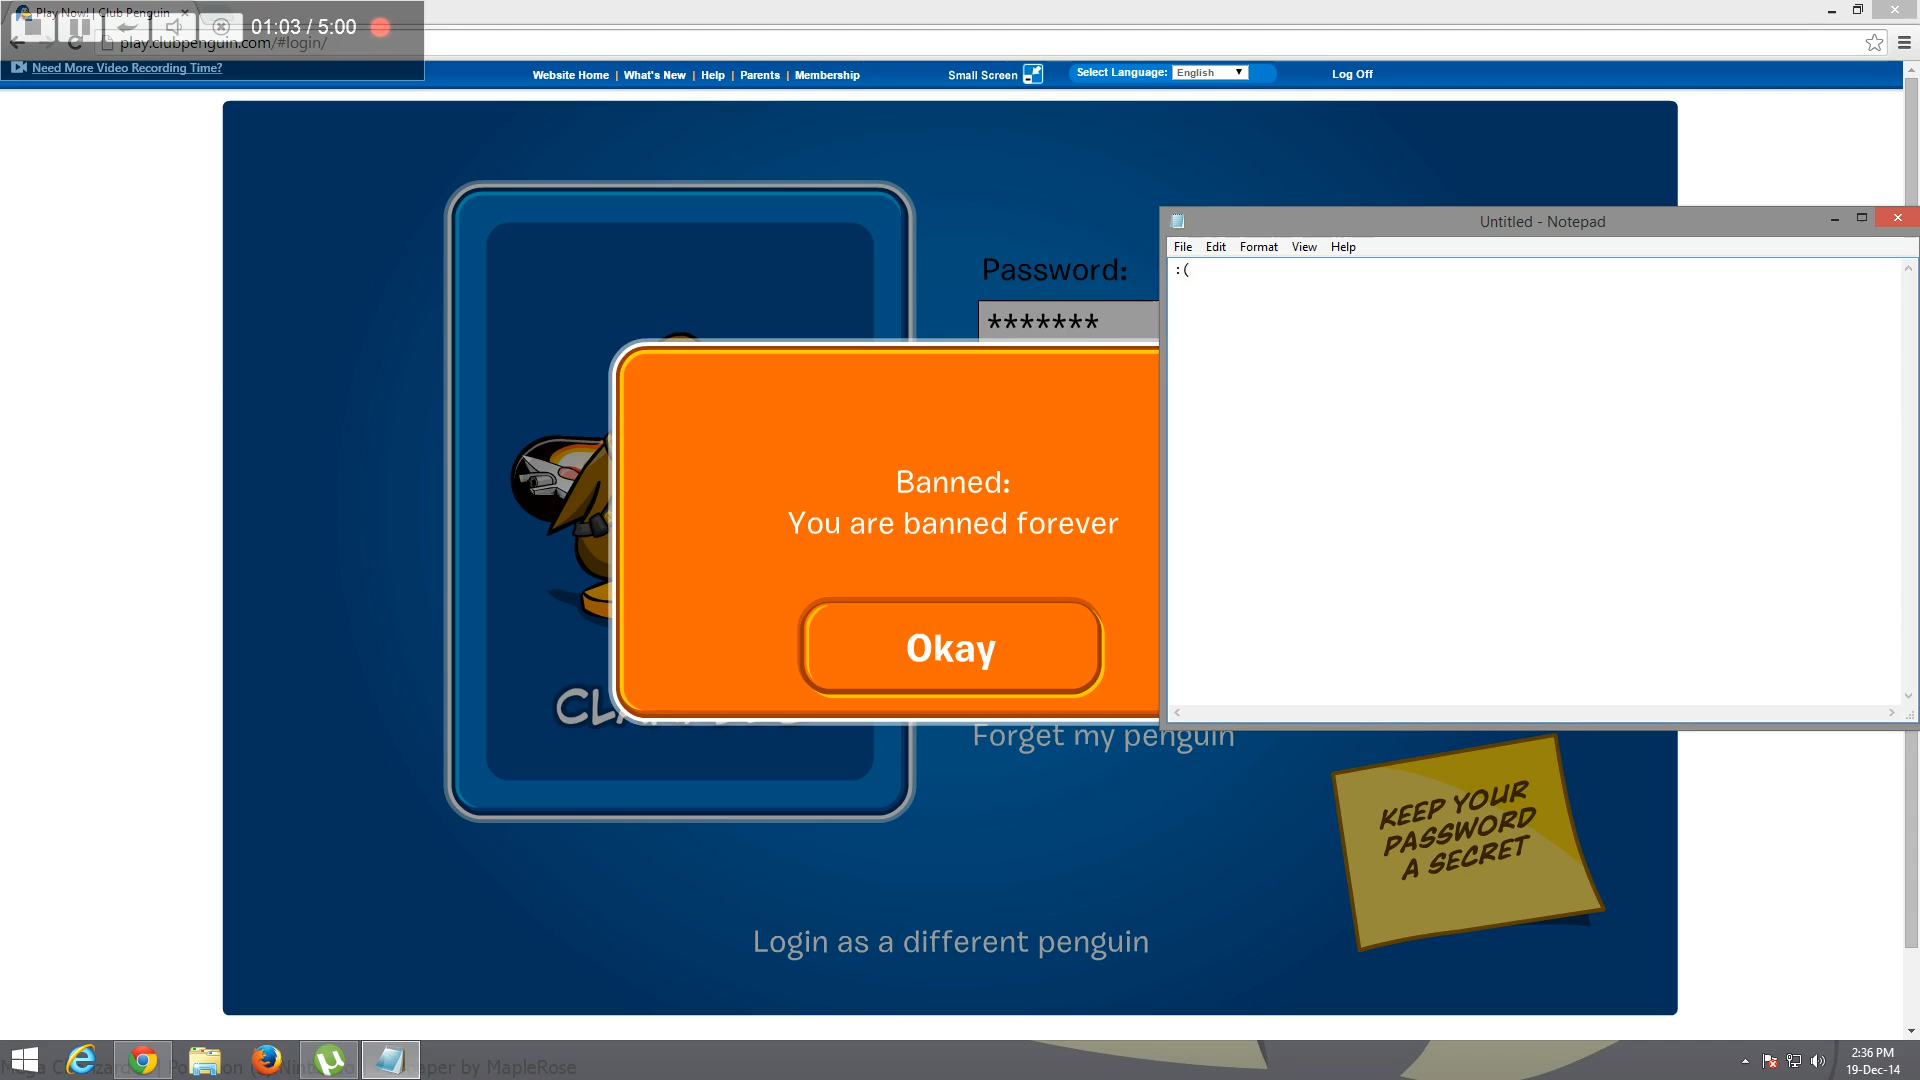 Play Now! | Club Penguin
01:03 / 5:00
play.clubpenguin.com/#login/
Need More Video Recording Time?
Website Home | What's New | Help | Parents | Membership
Small Screen
Select Language: English
Log Off
Untitled - Notepad
File Edit Format View Help
:(
Password:
*******
Banned:
You are banned forever
Okay
Forget my penguin
KEEP YOUR
PASSWORD
A SECRET
Login as a different penguin
by MapleRose
2:36 PM
19-Dec-14